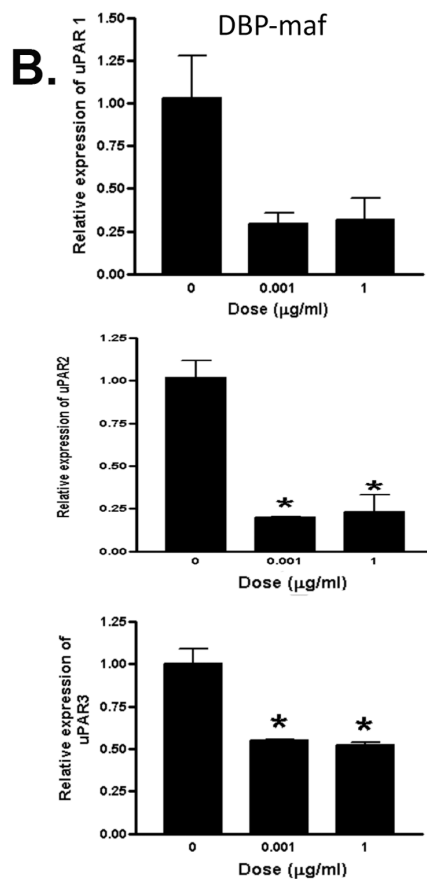 B.
DBP-maf
Relative expression of uPAR 1
1.50
1.25
1.00
0.75
0.50
0.25
0.00
0 0.001 1
Dose (µg/ml)
Relative expression of uPAR2
1.25
1.00
0.75
0.50
0.25
0.00
* *
0 0.001 1
Dose (µg/ml)
Relative expression of
uPAR3
1.25
1.00
0.75
0.50
0.25
0.00
* *
0 0.001 1
Dose (µg/ml)